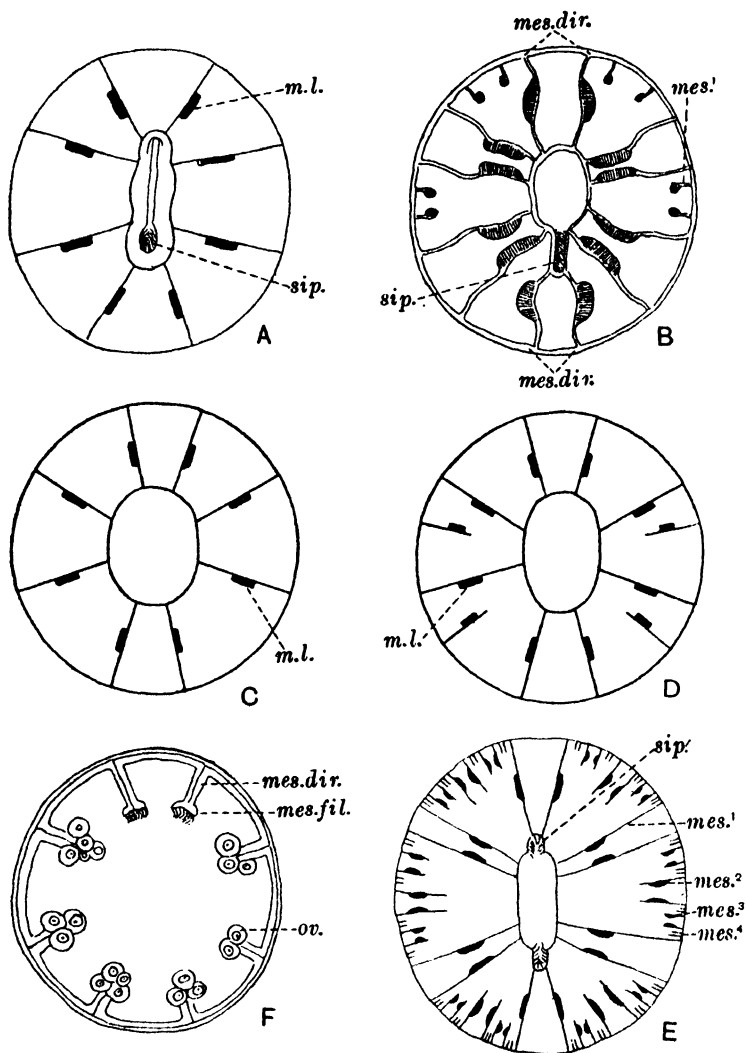 m.l.
sip.
A
mes.dir.
mes.¹
sip.
B
mes.dir.
m.l.
C
m.l.
D
mes.dir.
mes.fil.
ov.
F
sip.
mes.¹
mes.²
mes.³
mes.⁴
E